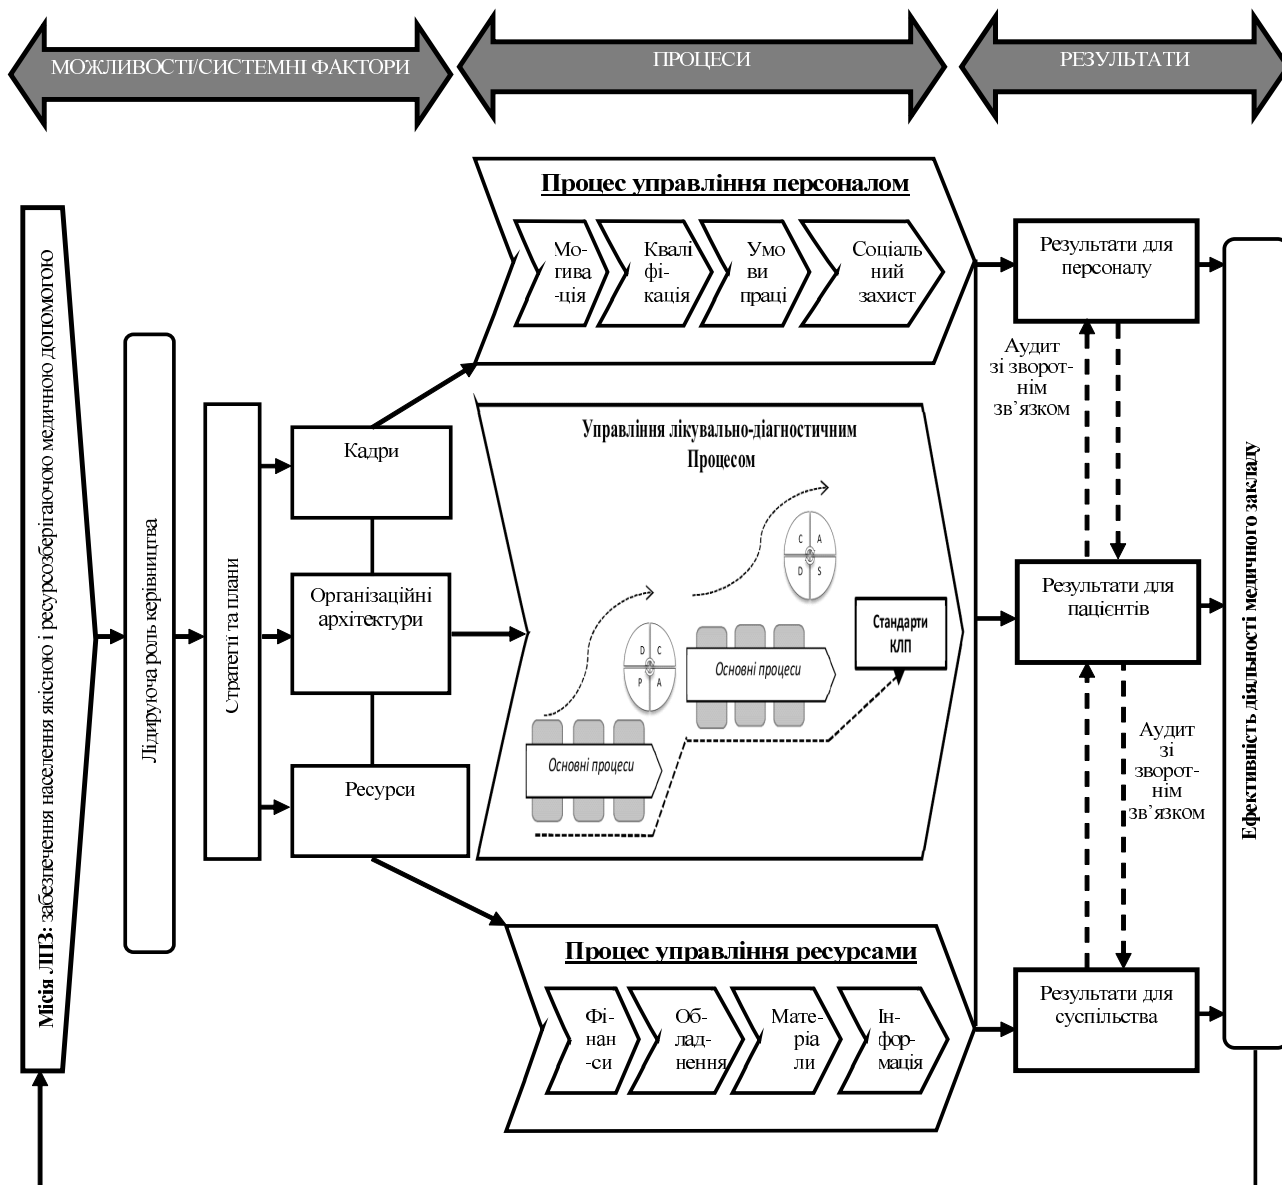 МОЖЛИВОСТІ/СИСТЕМНІ ФАКТОРИ
ПРОЦЕСИ
РЕЗУЛЬТАТИ
Місія ЛПЗ: забезпечення населення якісною і ресурсозберігаючою медичною допомогою
Лідируюча роль керівництва
Стратегії та плани
Кадри
Організаційні
архітектури
Ресурси
Процес управління персоналом
Мо-
тива
-ція
Квалі
фі-
кація
Умо
ви
праці
Соціаль
ний
захист
Управління лікувально-діагностичним
Процесом
C A
D S
D C
P A
Стандарти
КЛП
Основні процеси
Основні процеси
Процес управління ресурсами
Фі-
нан-
-си
Об-
лад-
нення
Мате-
ріа
ли
Ін-
фор-
мація
Результати для
персоналу
Аудит
зі зворот-
нім
зв’язком
Результати для
пацієнтів
Аудит
зі
зворот-
нім
зв’язком
Результати для
суспільства
Ефективність діяльності медичного закладу